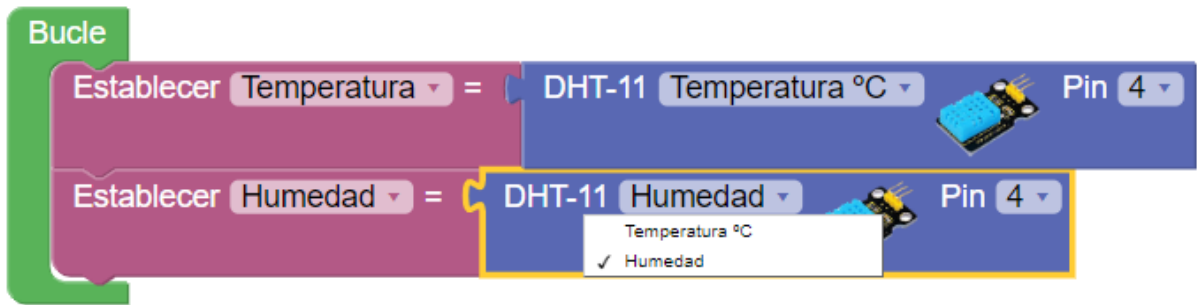 Bucle
Establecer Temperatura = DHT-11 Temperatura ºC Pin 4
Establecer Humedad = DHT-11 Humedad Pin 4
Temperatura ºC
✓ Humedad